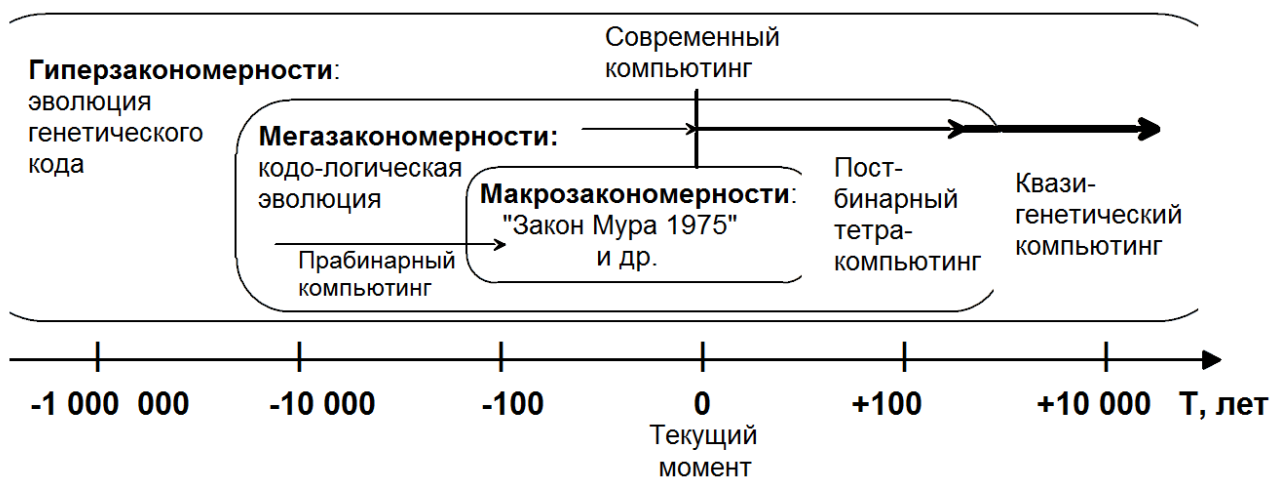 Гиперзакономерности:
эволюция
генетического
кода
Мегазакономерности:
кодо-логическая
эволюция
Прабинарный
компьютинг
Макрозакономерности:
"Закон Мура 1975"
и др.
Современный
компьютинг
Пост-
бинарный
тетра-
компьютинг
Квази-
генетический
компьютинг
-1 000 000 -10 000 -100 0 +100 +10 000 Т, лет
Текущий
момент